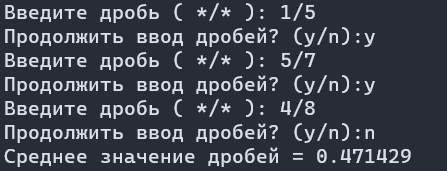 Введите дробь ( */* ): 1/5
Продолжить ввод дробей? (y/n):y
Введите дробь ( */* ): 5/7
Продолжить ввод дробей? (y/n):y
Введите дробь ( */* ): 4/8
Продолжить ввод дробей? (y/n):n
Среднее значение дробей = 0.471429